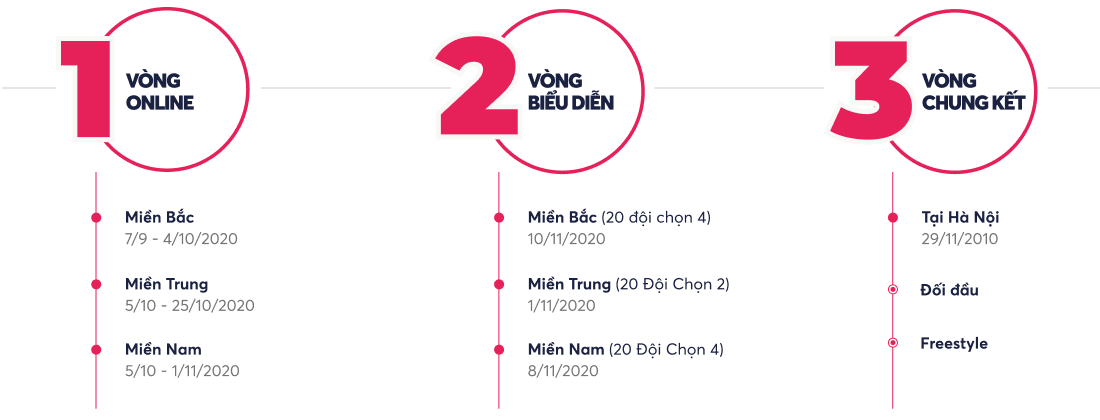 1
VÒNG
ONLINE
Miền Bắc
7/9 - 4/10/2020
Miền Trung
5/10 - 25/10/2020
Miền Nam
5/10 - 1/11/2020
2
VÒNG
BIỂU DIỄN
Miền Bắc (20 đội chọn 4)
10/11/2020
Miền Trung (20 Đội Chọn 2)
1/11/2020
Miền Nam (20 Đội Chọn 4)
8/11/2020
3
VÒNG
CHUNG KẾT
Tại Hà Nội
29/11/2010
Đối đầu
Freestyle